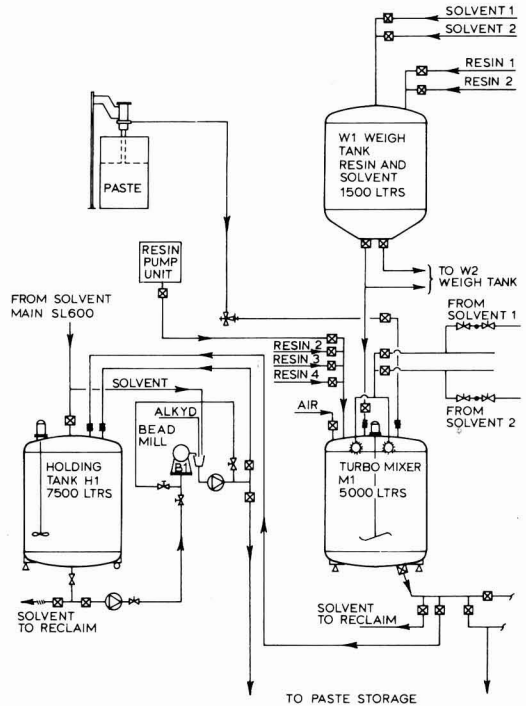 SOLVENT 1
SOLVENT 2
RESIN 1
RESIN 2
W1 WEIGH
TANK
RESIN AND
SOLVENT
1500 LTRS
PASTE
RESIN
PUMP
UNIT
TO W2
WEIGH TANK
FROM SOLVENT
MAIN SL600
FROM
SOLVENT 1
RESIN 2
RESIN 3
RESIN 4
SOLVENT
ALKYD
BEAD
MILL
B1
AIR
FROM
SOLVENT 2
HOLDING
TANK H1
7500 LTRS
TURBO MIXER
M1
5000 LTRS
SOLVENT
TO RECLAIM
SOLVENT
TO RECLAIM
TO PASTE STORAGE